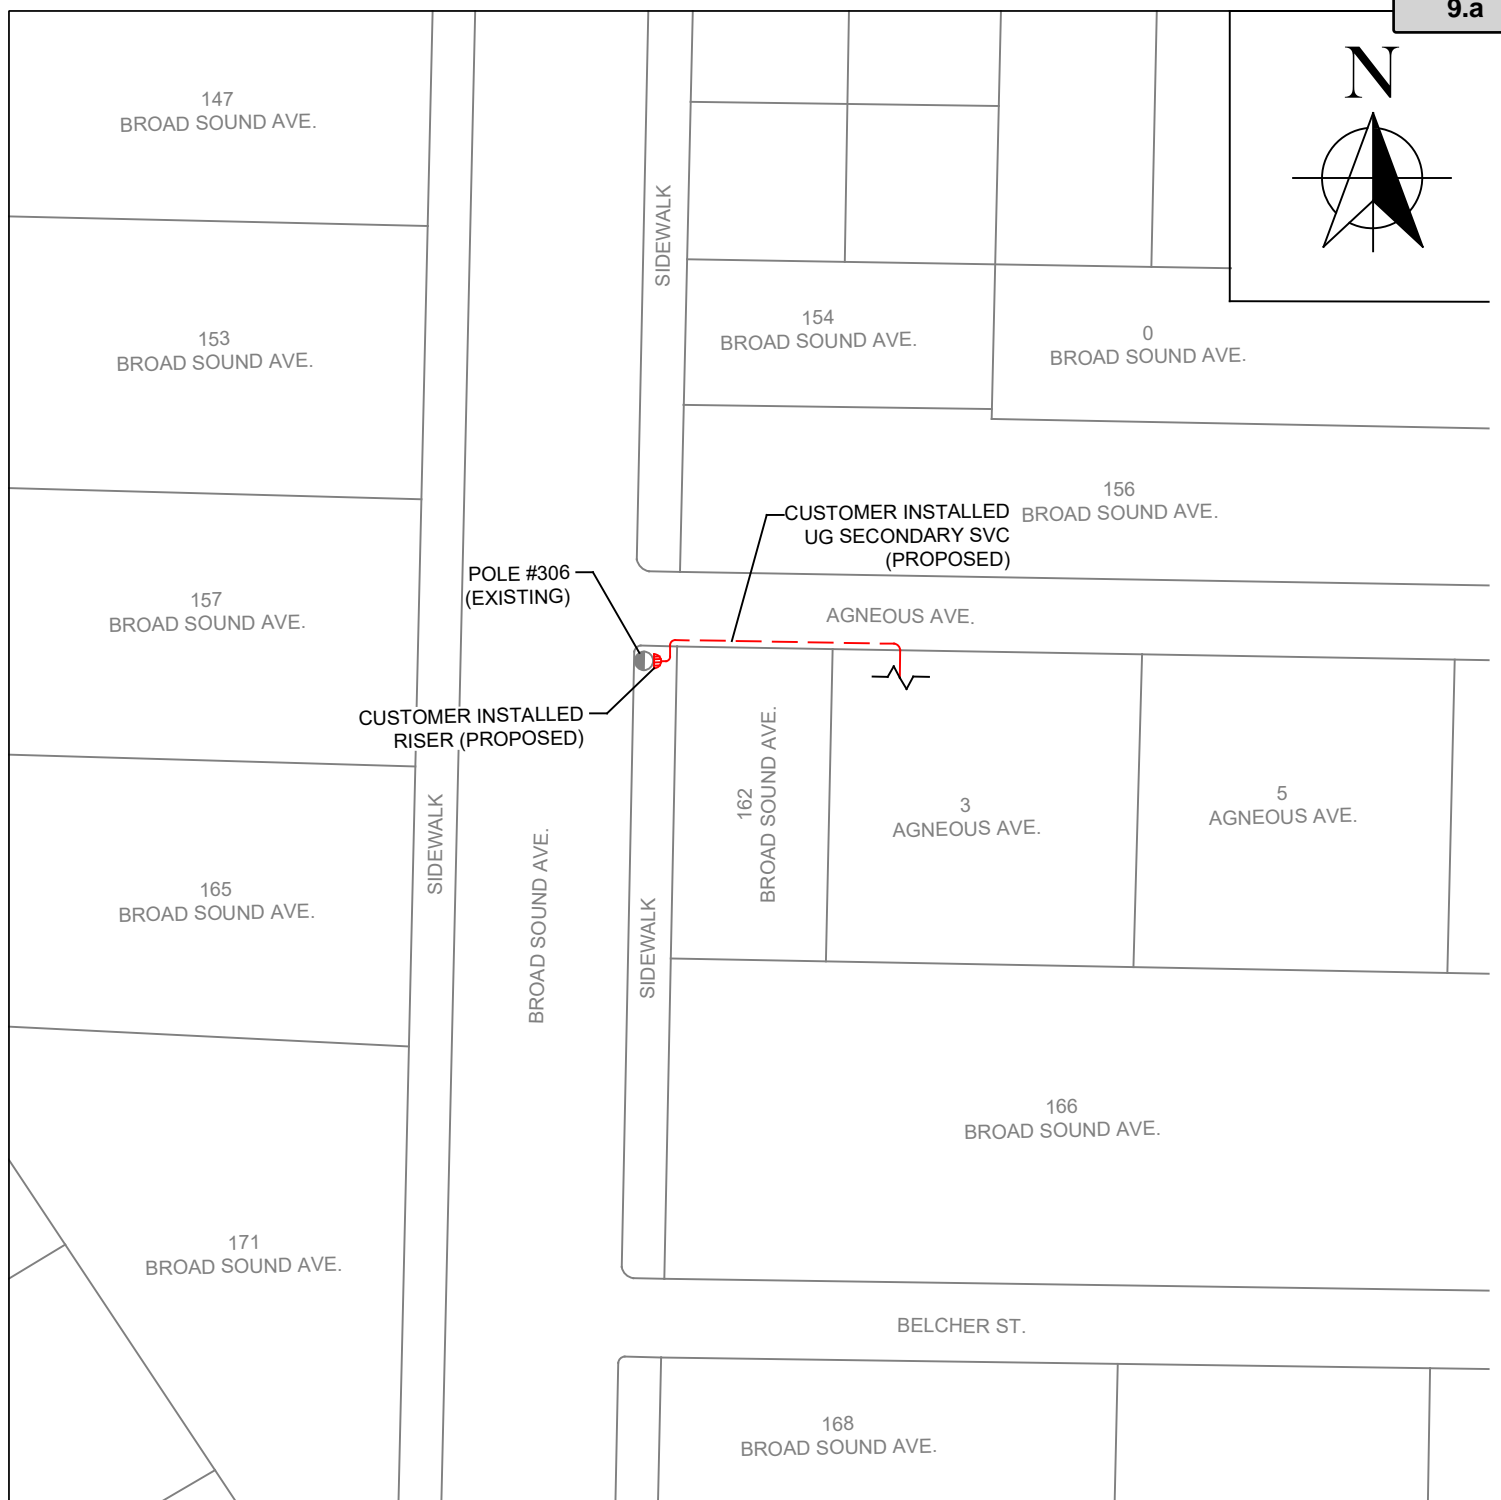 9.a
N
147
BROAD SOUND AVE.
SIDEWALK
153
BROAD SOUND AVE.
154
BROAD SOUND AVE.
0
BROAD SOUND AVE.
156
BROAD SOUND AVE.
CUSTOMER INSTALLED
UG SECONDARY SVC
(PROPOSED)
POLE #306
(EXISTING)
157
BROAD SOUND AVE.
AGNEOUS AVE.
CUSTOMER INSTALLED
RISER (PROPOSED)
162
BROAD SOUND AVE.
3
AGNEOUS AVE.
5
AGNEOUS AVE.
SIDEWALK
BROAD SOUND AVE.
SIDEWALK
165
BROAD SOUND AVE.
166
BROAD SOUND AVE.
171
BROAD SOUND AVE.
BELCHER ST.
168
BROAD SOUND AVE.